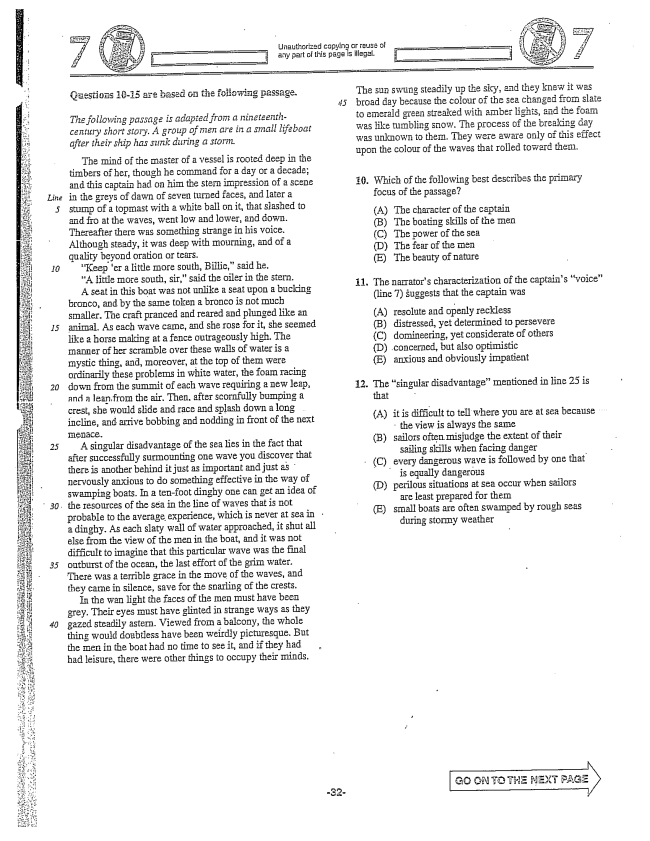 7
Unauthorized copying or reuse of
any part of this page is illegal.
7
Questions 10-15 are based on the following passage.
The following passage is adapted from a nineteenth-
century short story. A group of men are in a small lifeboat
after their ship has sunk during a storm.
The mind of the master of a vessel is rooted deep in the
timbers of her, though he command for a day or a decade;
and this captain had on him the stern impression of a scene
Line in the greys of dawn of seven turned faces, and later a
5 stump of a topmast with a white ball on it, that slashed to
and fro at the waves, went low and lower, and down.
Thereafter there was something strange in his voice.
Although steady, it was deep with mourning, and of a
quality beyond oration or tears.
10 "Keep 'er a little more south, Billie," said he.
"A little more south, sir," said the oiler in the stern.
A seat in this boat was not unlike a seat upon a bucking
bronco, and by the same token a bronco is not much
smaller. The craft pranced and reared and plunged like an
15 animal. As each wave came, and she rose for it, she seemed
like a horse making at a fence outrageously high. The
manner of her scramble over these walls of water is a
mystic thing, and, moreover, at the top of them were
ordinarily these problems in white water, the foam racing
20 down from the summit of each wave requiring a new leap,
and a leap from the air. Then, after scornfully bumping a
crest, she would slide and race and splash down a long
incline, and arrive bobbing and nodding in front of the next
menace.
25 A singular disadvantage of the sea lies in the fact that
after successfully surmounting one wave you discover that
there is another behind it just as important and just as
nervously anxious to do something effective in the way of
swamping boats. In a ten-foot dinghy one can get an idea of
30 the resources of the sea in the line of waves that is not
probable to the average experience, which is never at sea in
a dinghy. As each slaty wall of water approached, it shut all
else from the view of the men in the boat, and it was not
difficult to imagine that this particular wave was the final
35 outburst of the ocean, the last effort of the grim water.
There was a terrible grace in the move of the waves, and
they came in silence, save for the snarling of the crests.
In the wan light the faces of the men must have been
grey. Their eyes must have glinted in strange ways as they
40 gazed steadily astern. Viewed from a balcony, the whole
thing would doubtless have been weirdly picturesque. But
the men in the boat had no time to see it, and if they had
had leisure, there were other things to occupy their minds.
The sun swung steadily up the sky, and they knew it was
45 broad day because the colour of the sea changed from slate
to emerald green streaked with amber lights, and the foam
was like tumbling snow. The process of the breaking day
was unknown to them. They were aware only of this effect
upon the colour of the waves that rolled toward them.
10. Which of the following best describes the primary
focus of the passage?
(A) The character of the captain
(B) The boating skills of the men
(C) The power of the sea
(D) The fear of the men
(E) The beauty of nature
11. The narrator's characterization of the captain's "voice"
(line 7) suggests that the captain was
(A) resolute and openly reckless
(B) distressed, yet determined to persevere
(C) domineering, yet considerate of others
(D) concerned, but also optimistic
(E) anxious and obviously impatient
12. The "singular disadvantage" mentioned in line 25 is
that
(A) it is difficult to tell where you are at sea because
the view is always the same
(B) sailors often misjudge the extent of their
sailing skills when facing danger
(C) every dangerous wave is followed by one that
is equally dangerous
(D) perilous situations at sea occur when sailors
are least prepared for them
(E) small boats are often swamped by rough seas
during stormy weather
-32-
GO ON TO THE NEXT PAGE